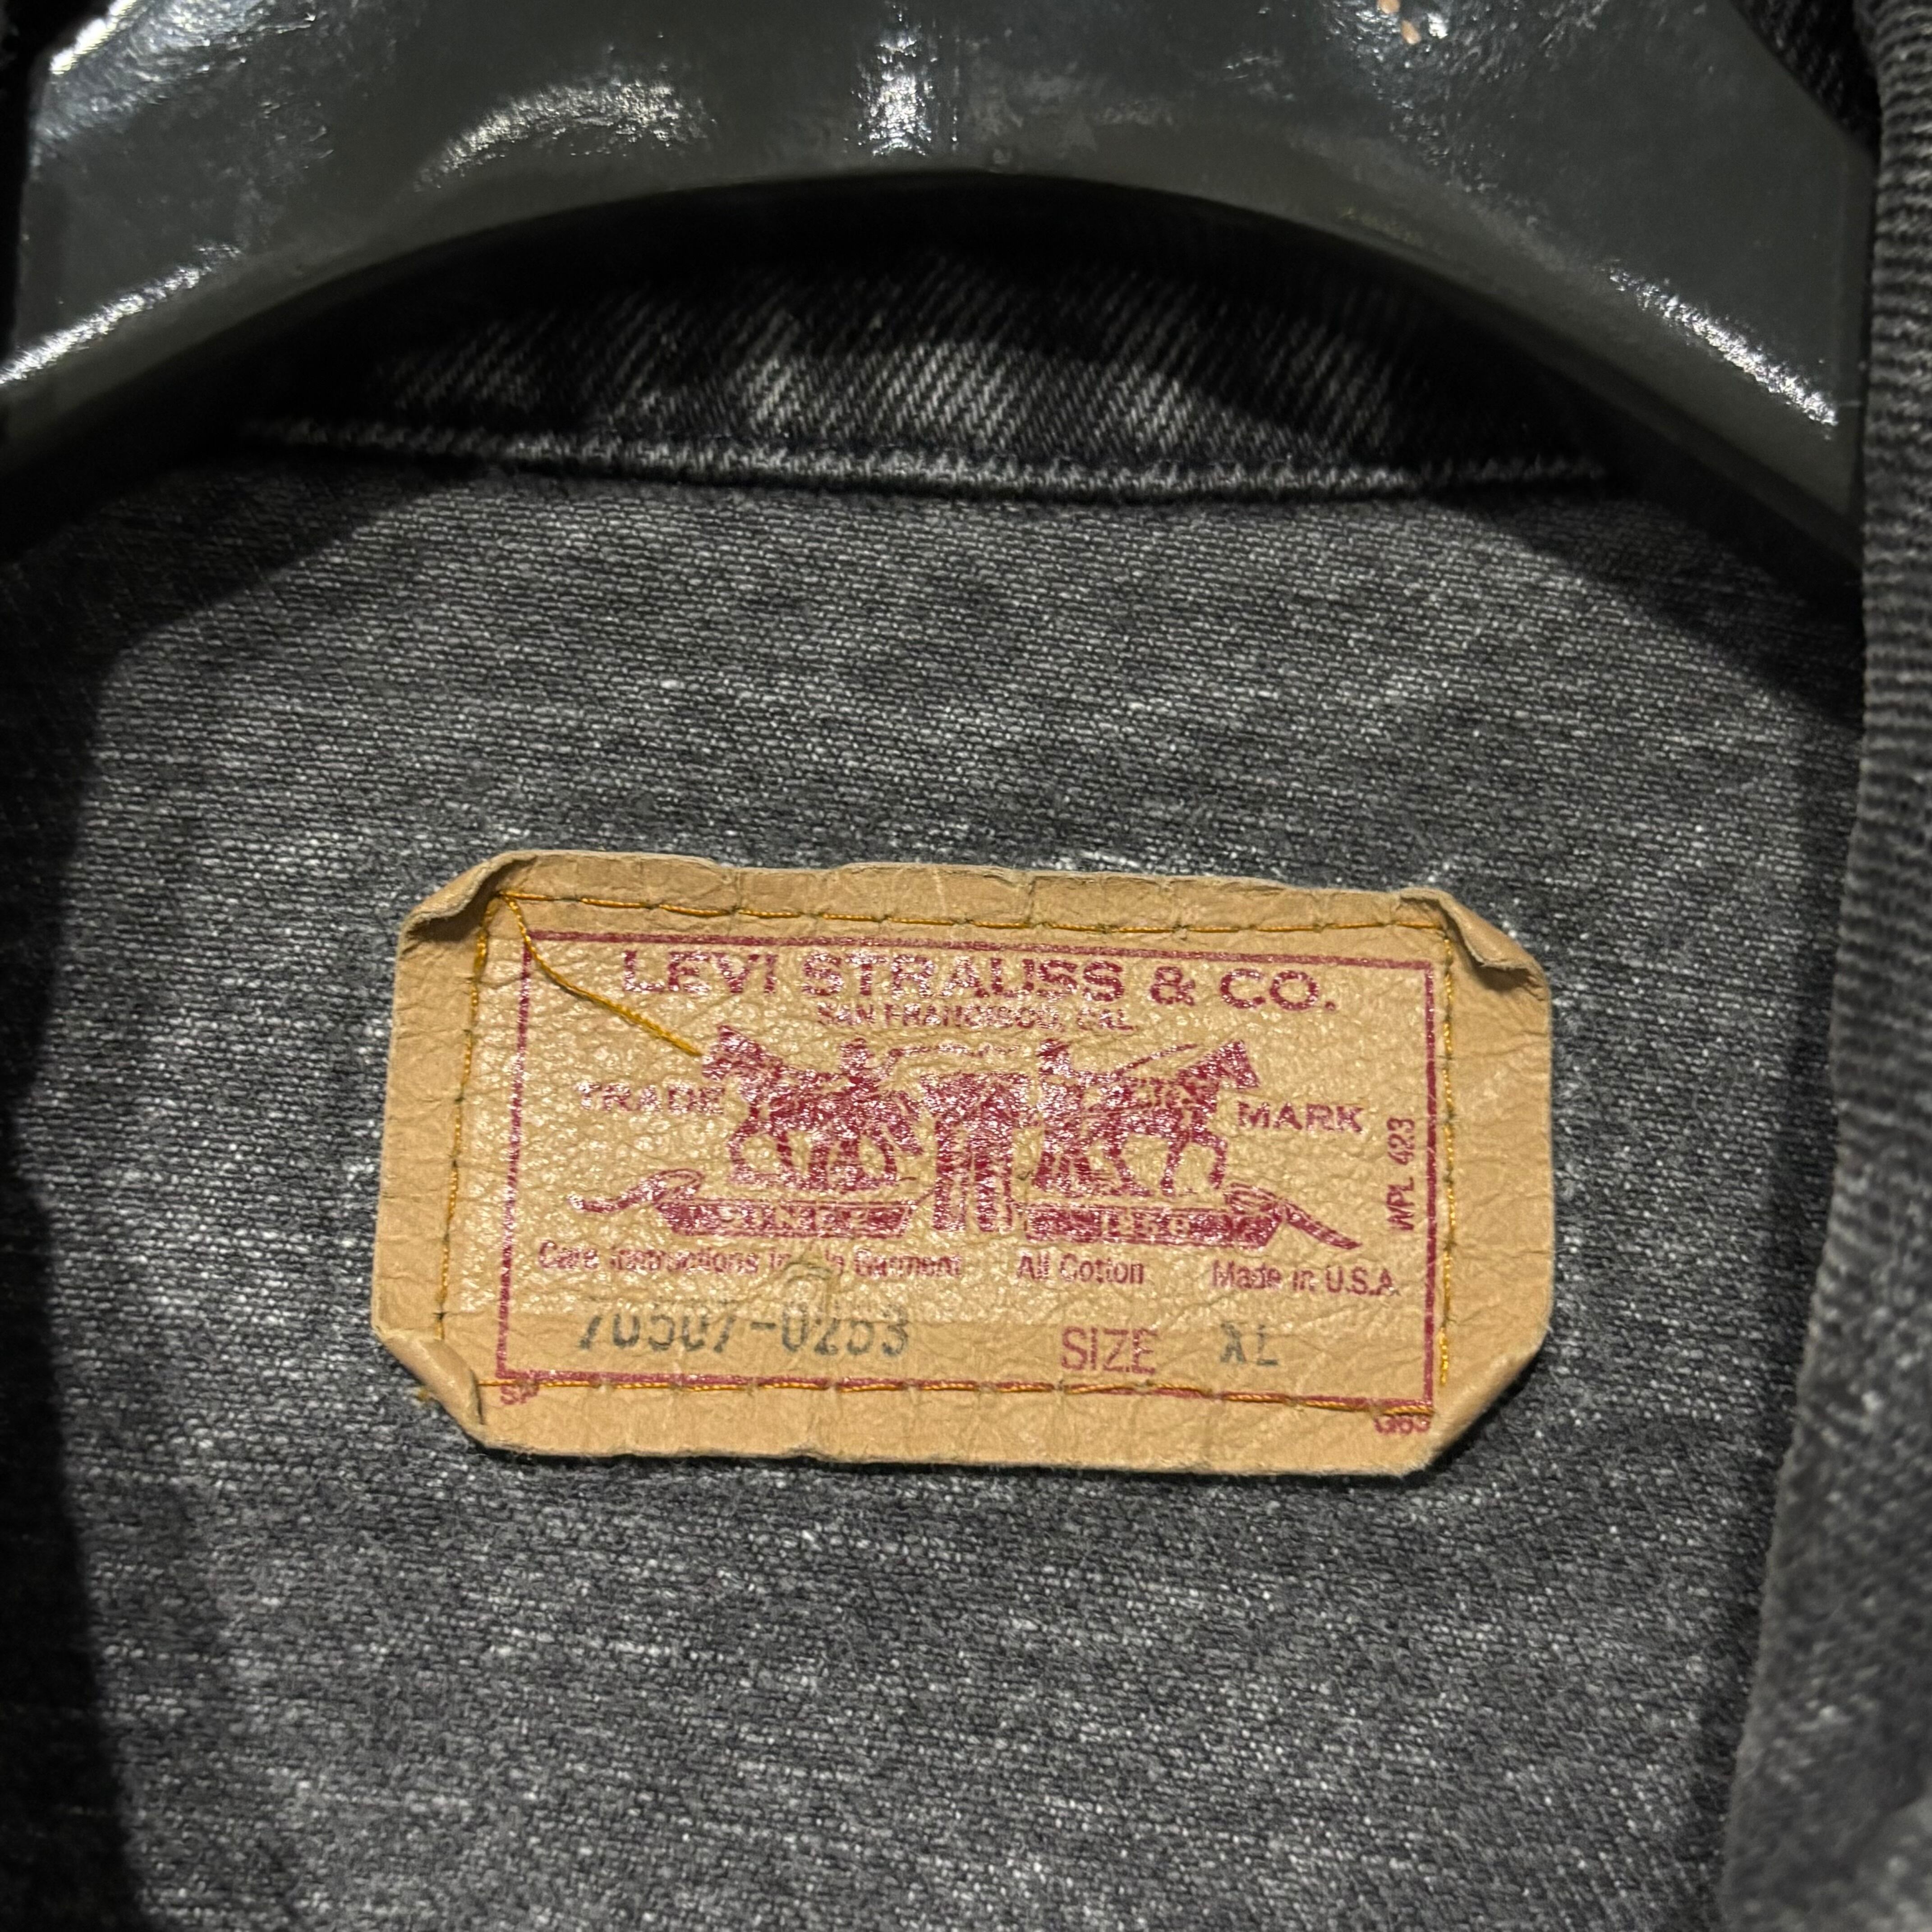 LEVI STRAUSS & CO.
SAN FRANCISCO, CAL
TRADE MARK
WPL 423
Care Instructions Inside Garment All Cotton Made in U.S.A.
70507-0253 SIZE XL